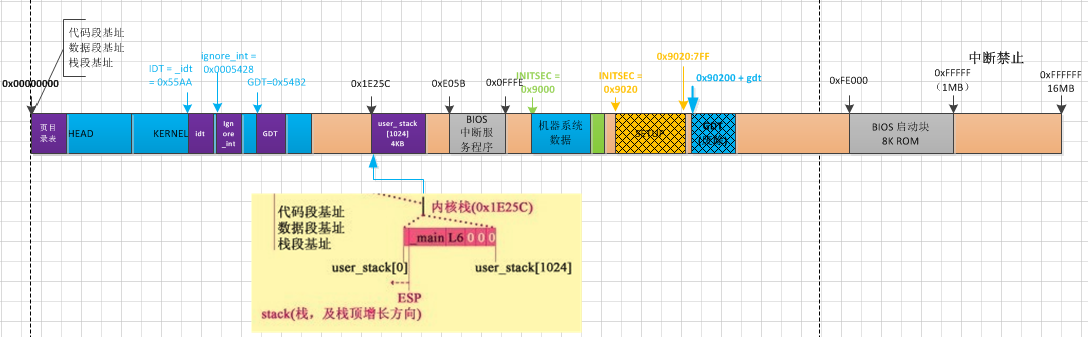 代码段基址
数据段基址
栈段基址
中断禁止
0x00000000
IDT = _idt
= 0x55AA
ignore_int =
0x0005428
GDT=0x54B2
0x1E25C
0xE05B
0x0FFFE
INITSEC =
0x9000
INITSEC =
0x9020
0x9020:7FF
0x90200 + gdt
0xFE000
0xFFFFF
（1MB）
0xFFFFFF
16MB
页目
录表
HEAD
KERNEL
idt
Ign
ore
_int
GDT
user_stack
[1024]
4KB
BIOS
中断服
务程序
机器系统
数据
SETUP
GDT
BIOS 启动块
8K ROM
内核栈(0x1E25C)
代码段基址
数据段基址
栈段基址
_main L6 0 0 0
user_stack[0]
user_stack[1024]
ESP
stack(栈，及栈顶增长方向)